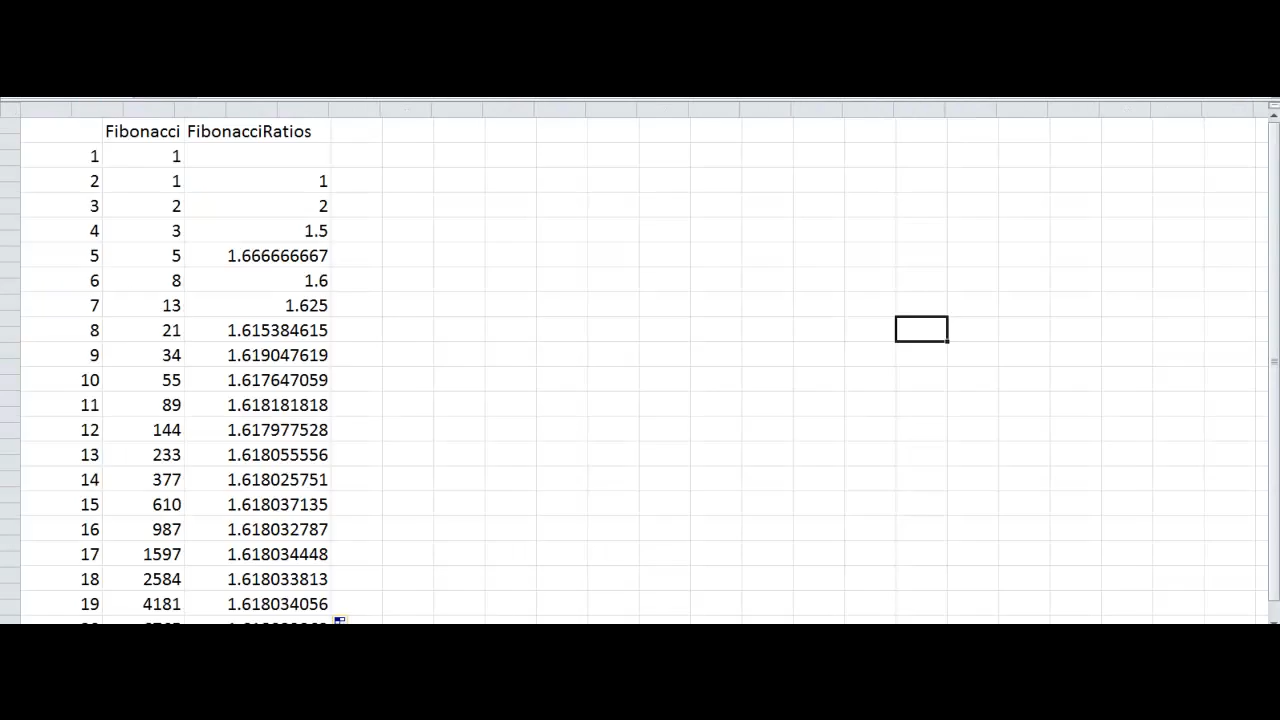 Fibonacci FibonacciRatios
1 1
2 1 1
3 2 2
4 3 1.5
5 5 1.666666667
6 8 1.6
7 13 1.625
8 21 1.615384615
9 34 1.619047619
10 55 1.617647059
11 89 1.618181818
12 144 1.617977528
13 233 1.618055556
14 377 1.618025751
15 610 1.618037135
16 987 1.618032787
17 1597 1.618034448
18 2584 1.618033813
19 4181 1.618034056